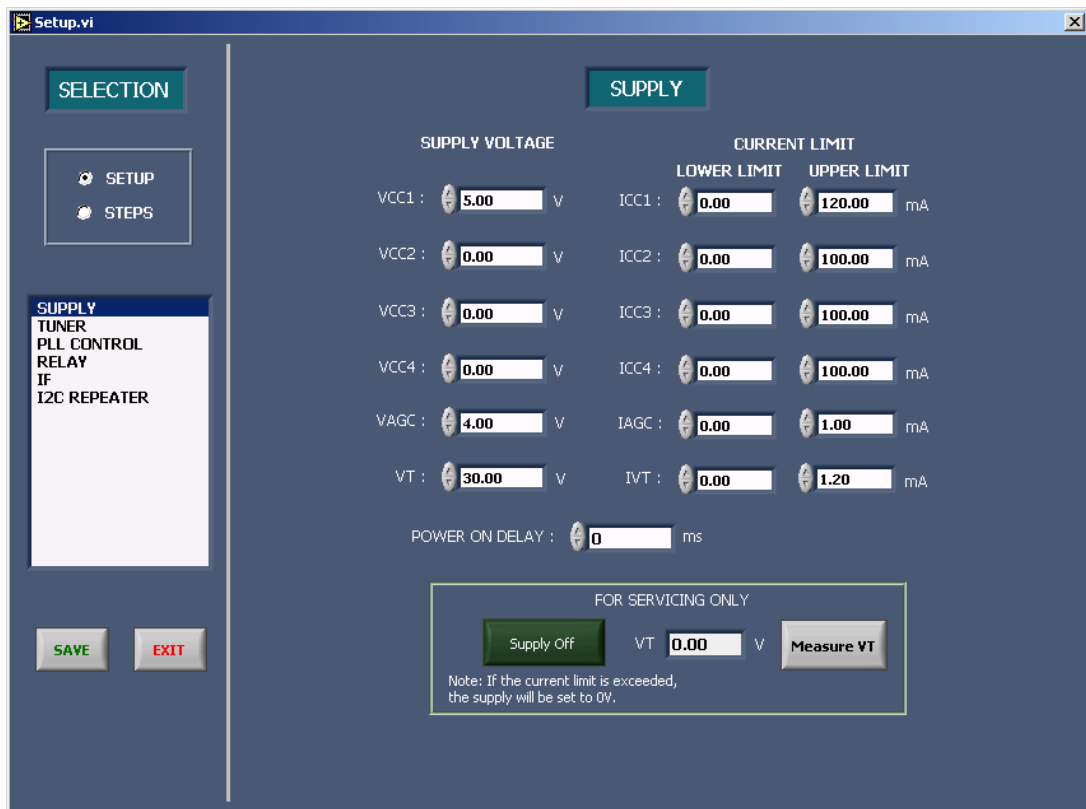 Setup.vi
SELECTION
SETUP
STEPS
SUPPLY
TUNER
PLL CONTROL
RELAY
IF
I2C REPEATER
SAVE EXIT
SUPPLY
SUPPLY VOLTAGE CURRENT LIMIT
LOWER LIMIT UPPER LIMIT
VCC1 : 5.00 V ICC1 : 0.00 120.00 mA
VCC2 : 0.00 V ICC2 : 0.00 100.00 mA
VCC3 : 0.00 V ICC3 : 0.00 100.00 mA
VCC4 : 0.00 V ICC4 : 0.00 100.00 mA
VAGC : 4.00 V IAGC : 0.00 1.00 mA
VT : 30.00 V IVT : 0.00 1.20 mA
POWER ON DELAY : 0 ms
FOR SERVICING ONLY
Supply Off VT 0.00 V Measure VT
Note: If the current limit is exceeded,
the supply will be set to 0V.